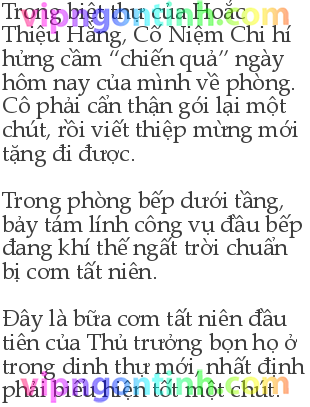 Trong biệt thự của Hoắc
Thiệu Hằng, Cố Niệm Chi hí
hửng cầm “chiến quả” ngày
hôm nay của mình về phòng.
Cô phải cẩn thận gói lại một
chút, rồi viết thiệp mừng mới
tặng đi được.
Trong phòng bếp dưới tầng,
bảy tám lính công vụ đầu bếp
đang khí thế ngất trời chuẩn
bị cơm tất niên.
Đây là bữa cơm tất niên đầu
tiên của Thủ trưởng bọn họ ở
trong dinh thự mới, nhất định
phải biểu hiện tốt một chút.
vipngontinh.com
vipngontinh.com